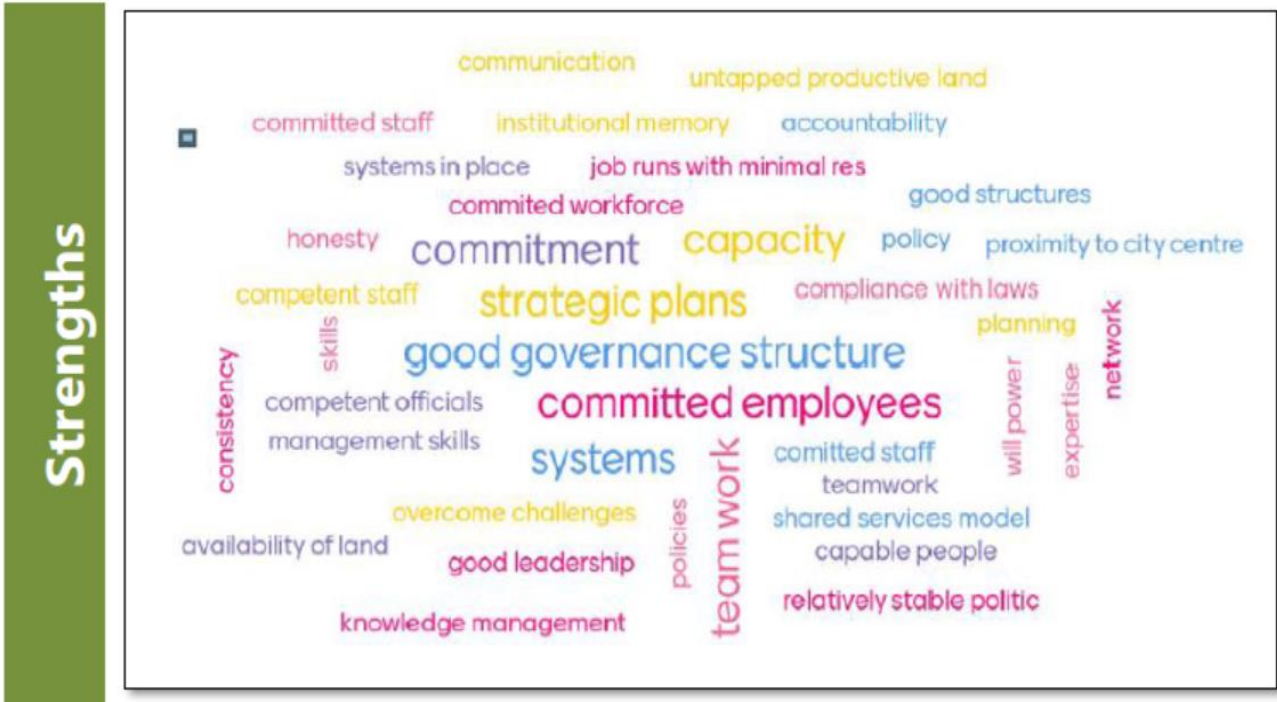 Strengths
communication
untapped productive land
committed staff
institutional memory
accountability
systems in place
job runs with minimal res
good structures
commited workforce
honesty
commitment
capacity
policy
proximity to city centre
competent staff
strategic plans
compliance with laws
planning
skills
network
good governance structure
consistency
competent officials
committed employees
will power
expertise
management skills
systems
team work
comitted staff
teamwork
overcome challenges
policies
shared services model
availability of land
good leadership
capable people
relatively stable politic
knowledge management